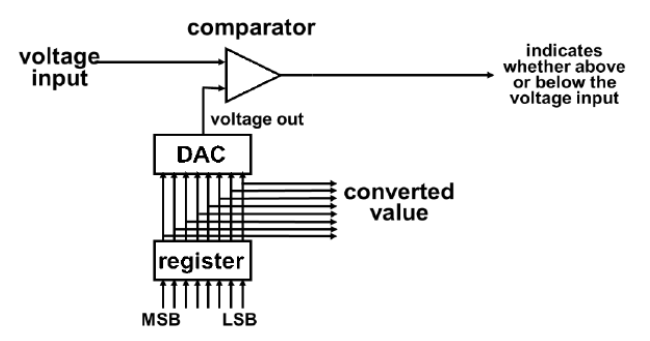 comparator
voltage
input
indicates
whether above
or below the
voltage input
voltage out
DAC
converted
value
register
MSB
LSB